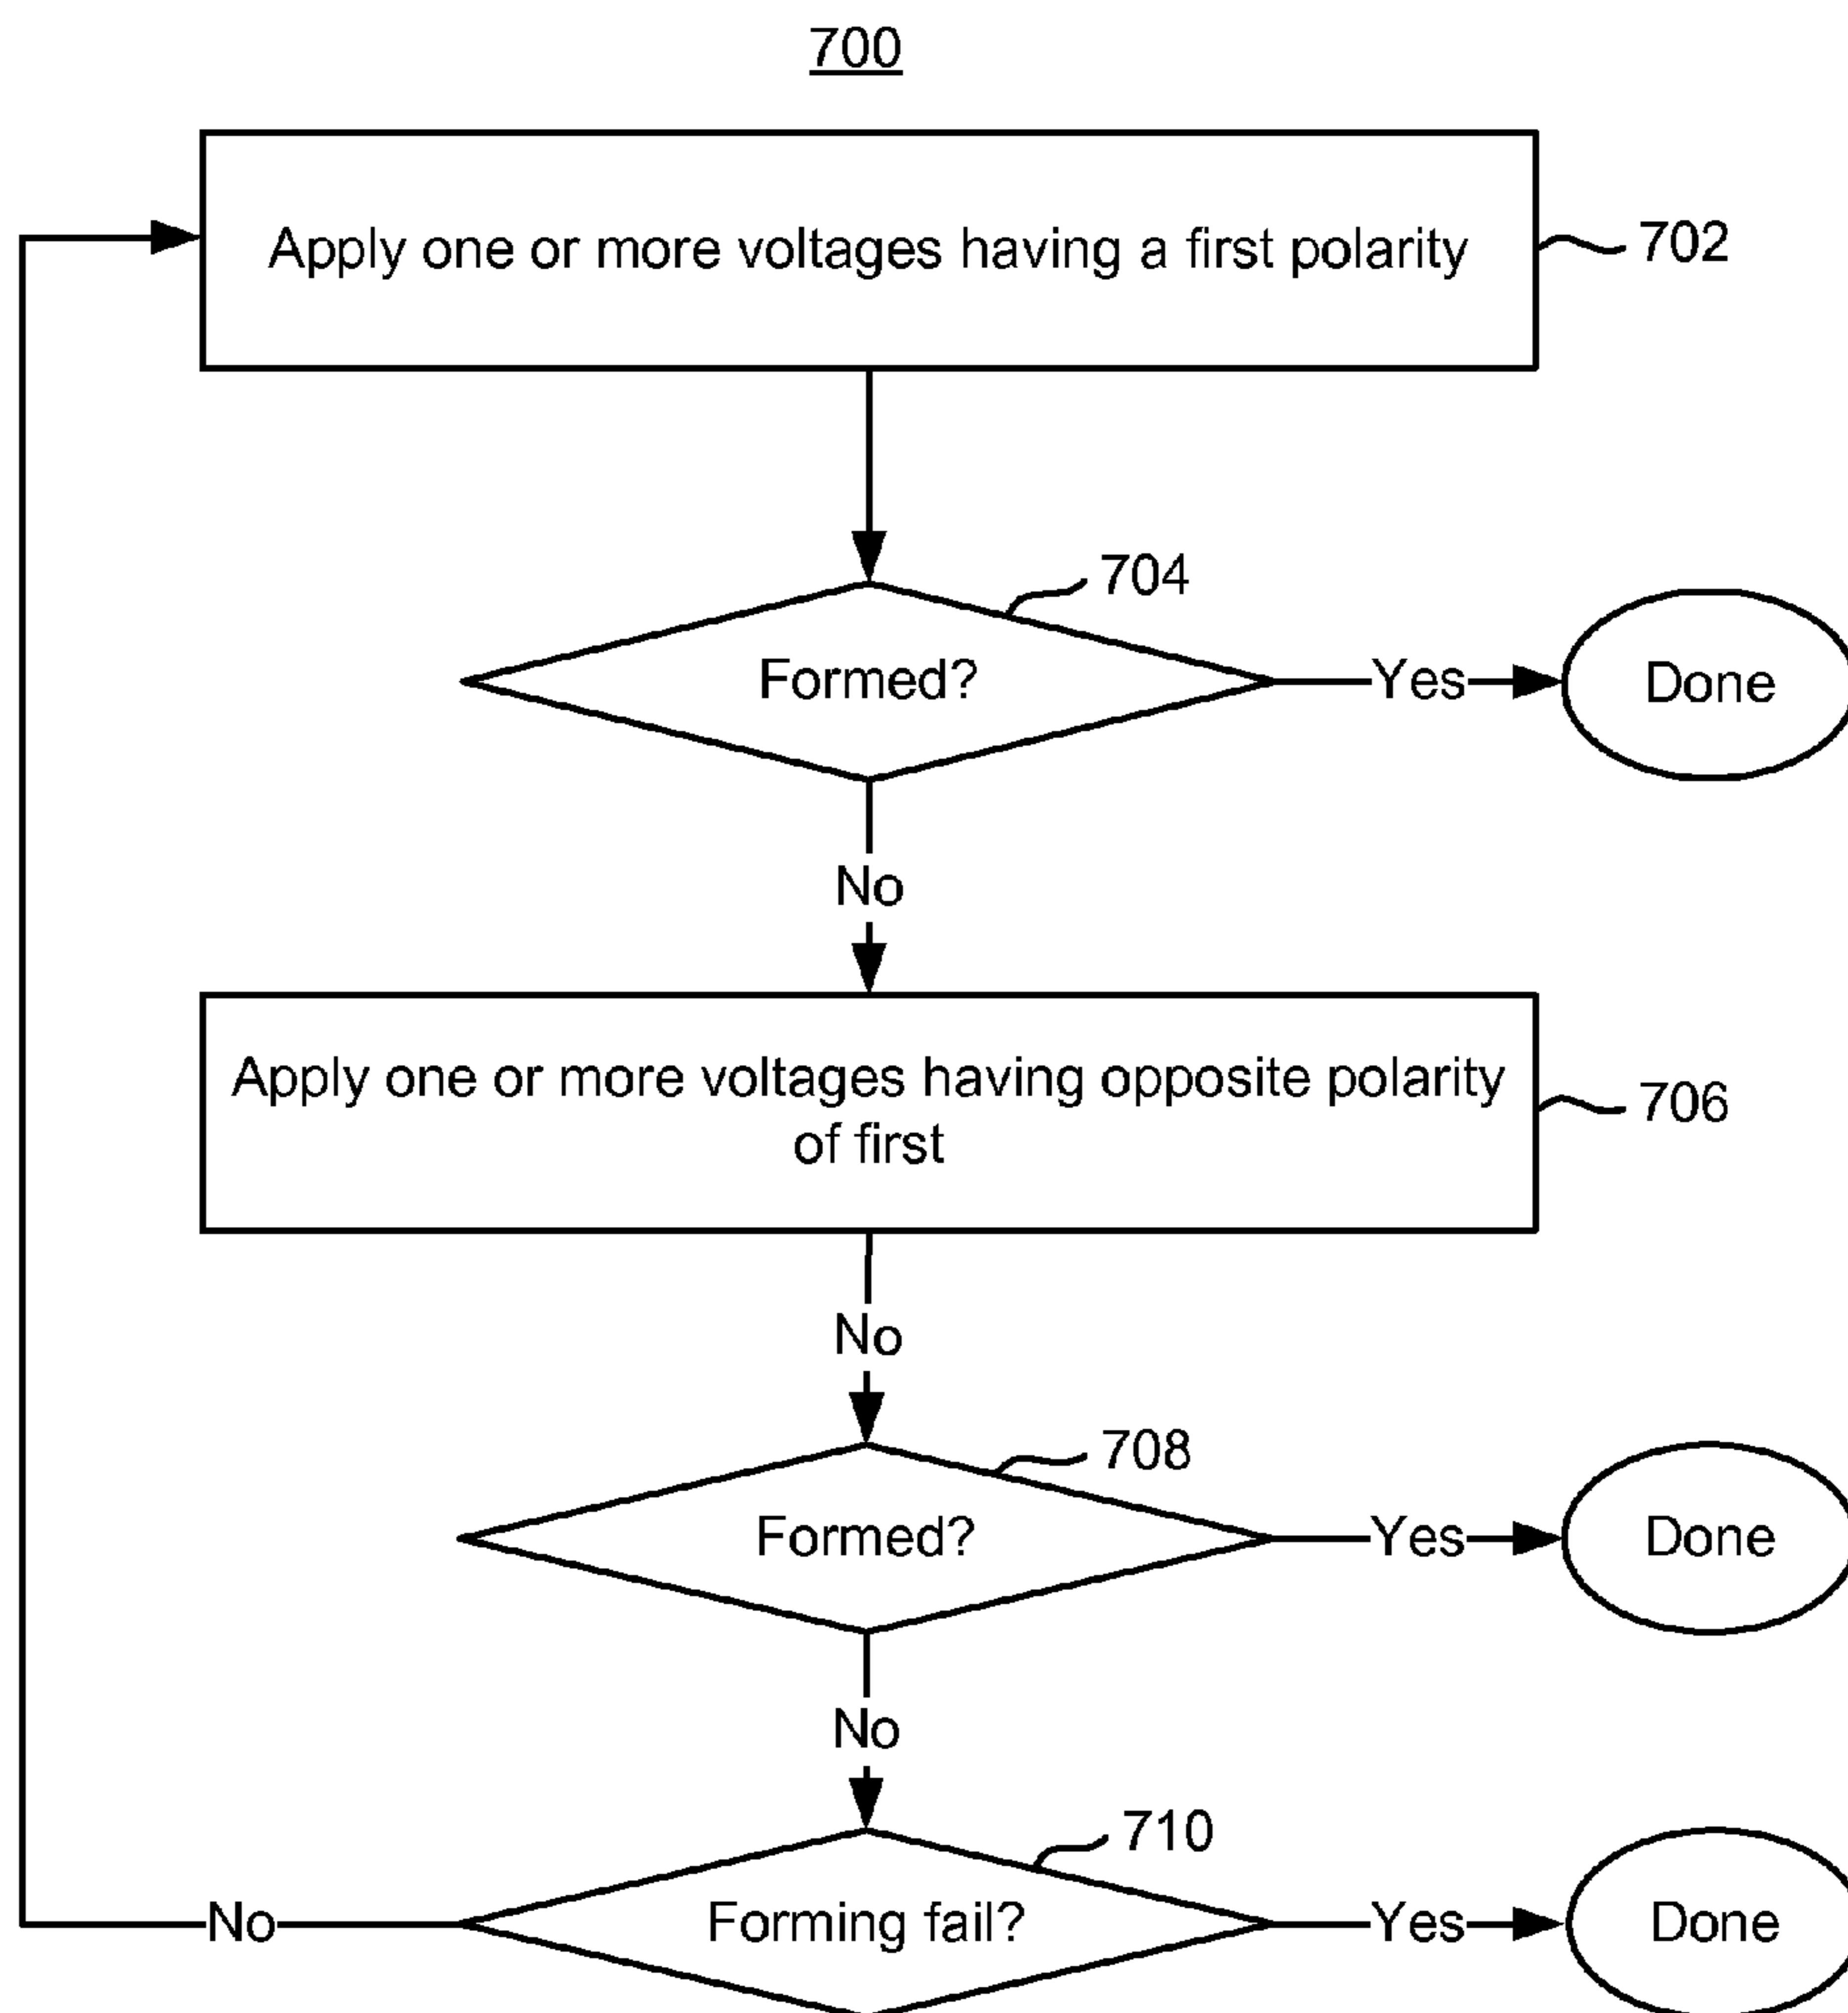 700
Apply one or more voltages having a first polarity
702
704
Formed?
Yes
Done
No
Apply one or more voltages having opposite polarity
of first
706
No
708
Formed?
Yes
Done
No
710
No
Forming fail?
Yes
Done